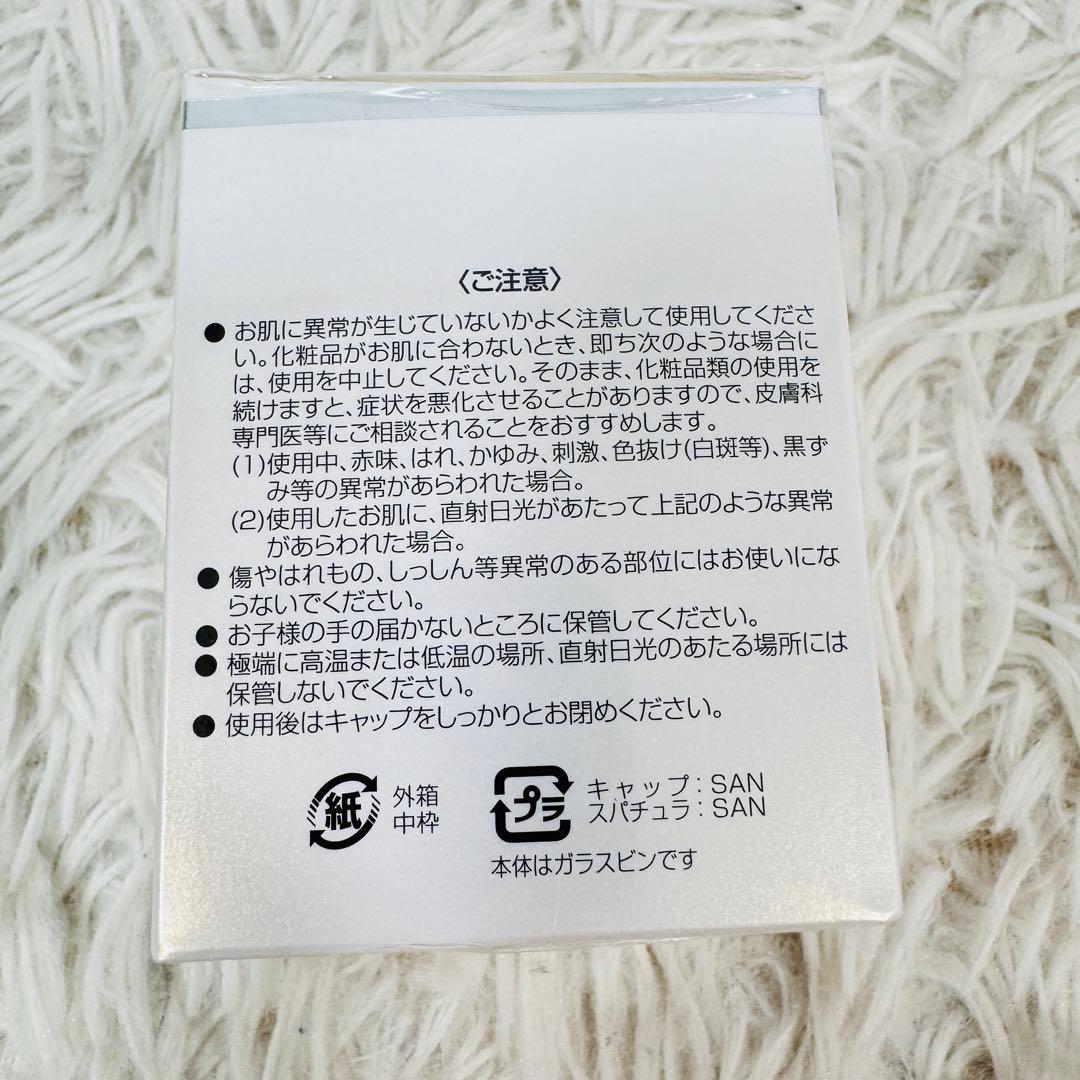 〈ご注意〉
● お肌に異常が生じていないかよく注意して使用してくださ
い。化粧品がお肌に合わないとき、即ち次のような場合に
は、使用を中止してください。そのまま、化粧品類の使用を
続けますと、症状を悪化させることがありますので、皮膚科
専門医等にご相談されることをおすすめします。
(1)使用中、赤味、はれ、かゆみ、刺激、色抜け(白斑等)、黒ず
み等の異常があらわれた場合。
(2)使用したお肌に、直射日光があたって上記のような異常
があらわれた場合。
● 傷やはれもの、しっしん等異常のある部位にはお使いにな
らないでください。
● お子様の手の届かないところに保管してください。
● 極端に高温または低温の場所、直射日光のあたる場所には
保管しないでください。
● 使用後はキャップをしっかりとお閉めください。
紙 外箱
中枠
プラ キャップ：SAN
スパチュラ：SAN
本体はガラスビンです